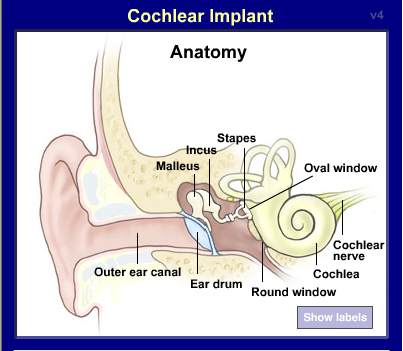 Cochlear Implant
v4
Anatomy
Stapes
Incus
Malleus
Oval window
Cochlear
nerve
Outer ear canal
Cochlea
Ear drum
Round window
Show labels